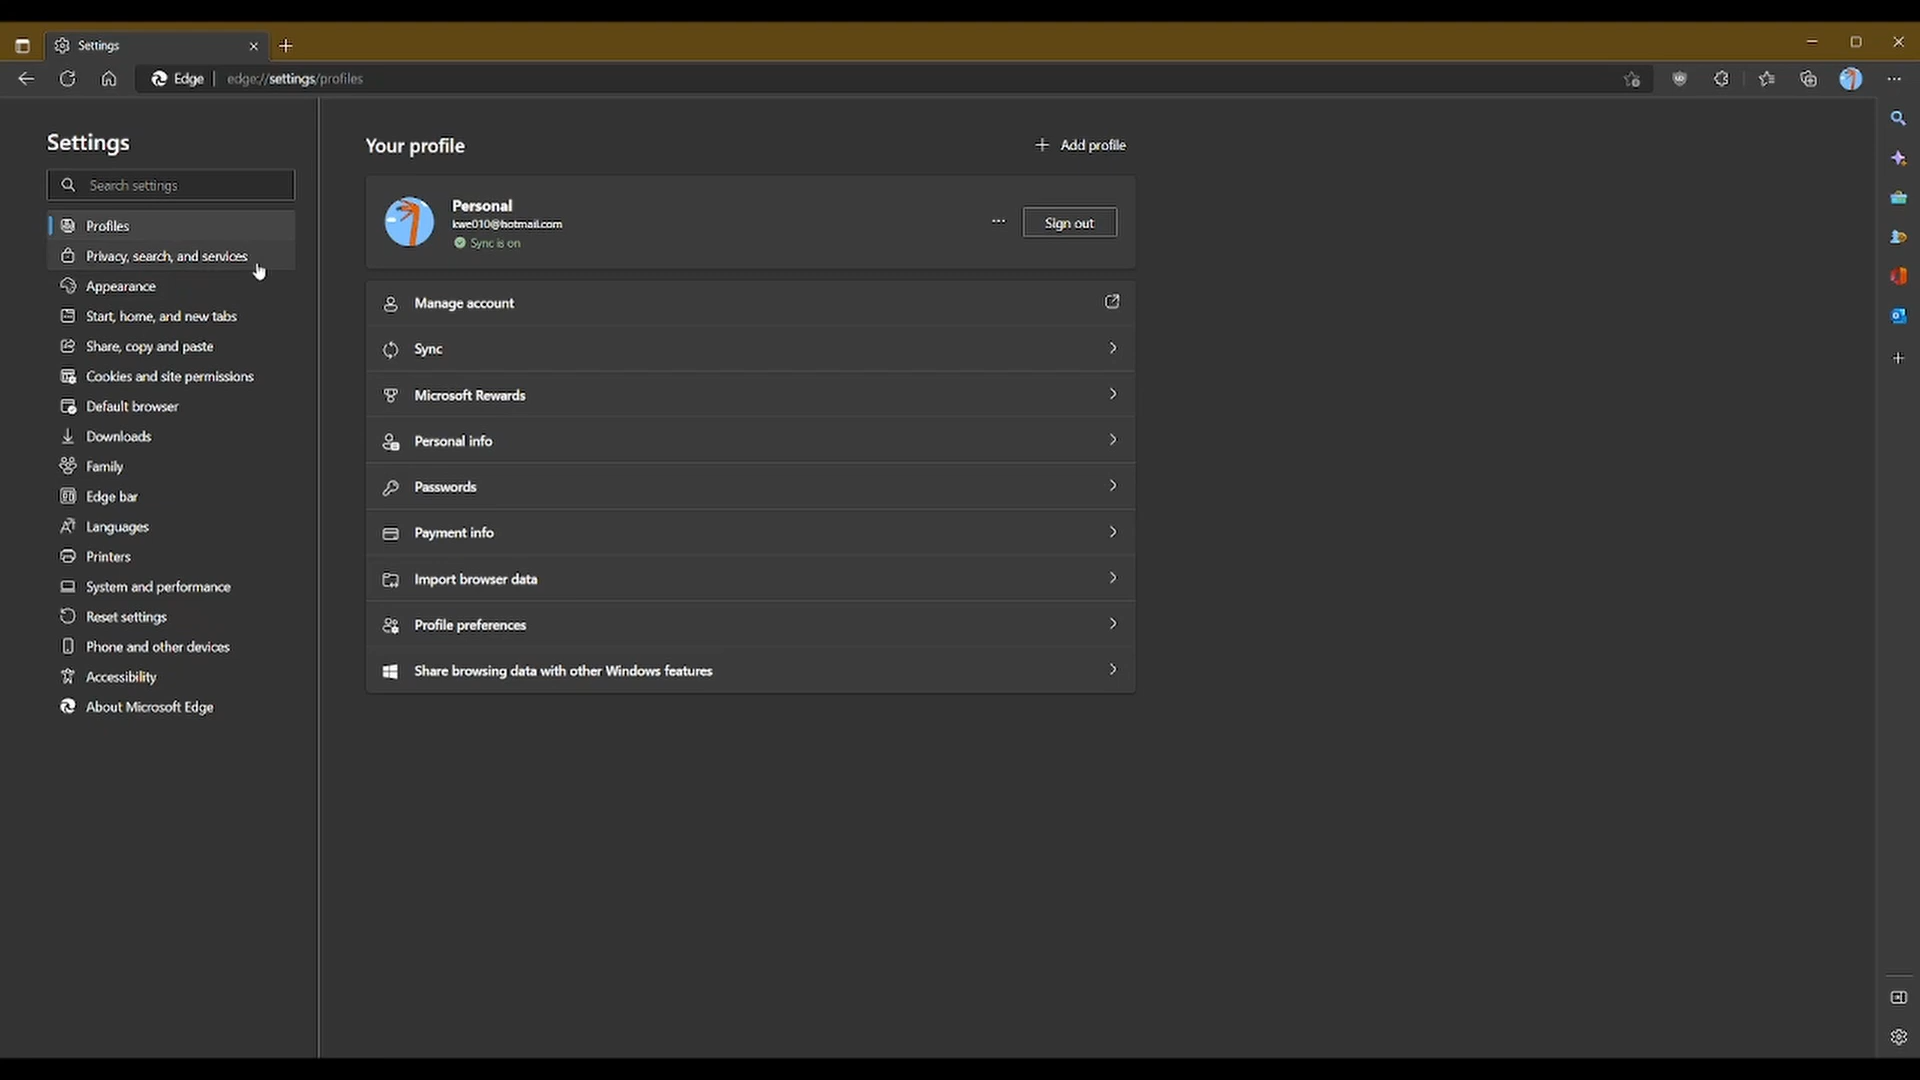 Settings
Edge
edge://settings/profiles
Settings
Search settings
Profiles
Privacy, search, and services
Appearance
Start, home, and new tabs
Share, copy and paste
Cookies and site permissions
Default browser
Downloads
Family
Edge bar
Languages
Printers
System and performance
Reset settings
Phone and other devices
Accessibility
About Microsoft Edge
Your profile
Add profile
Personal
kwe010@hotmail.com
Sync is on
Sign out
Manage account
Sync
Microsoft Rewards
Personal info
Passwords
Payment info
Import browser data
Profile preferences
Share browsing data with other Windows features